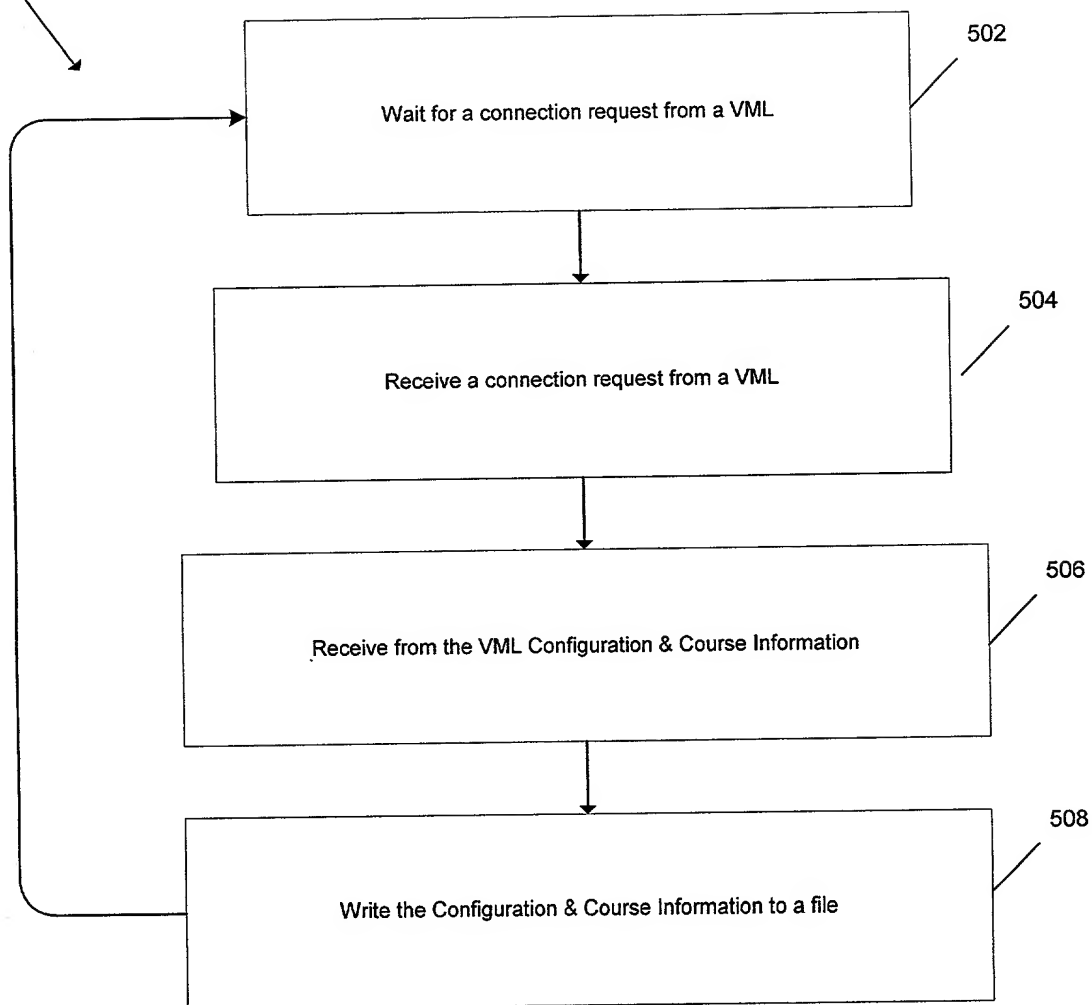 502
Wait for a connection request from a VML
504
Receive a connection request from a VML
506
Receive from the VML Configuration & Course Information
508
Write the Configuration & Course Information to a file